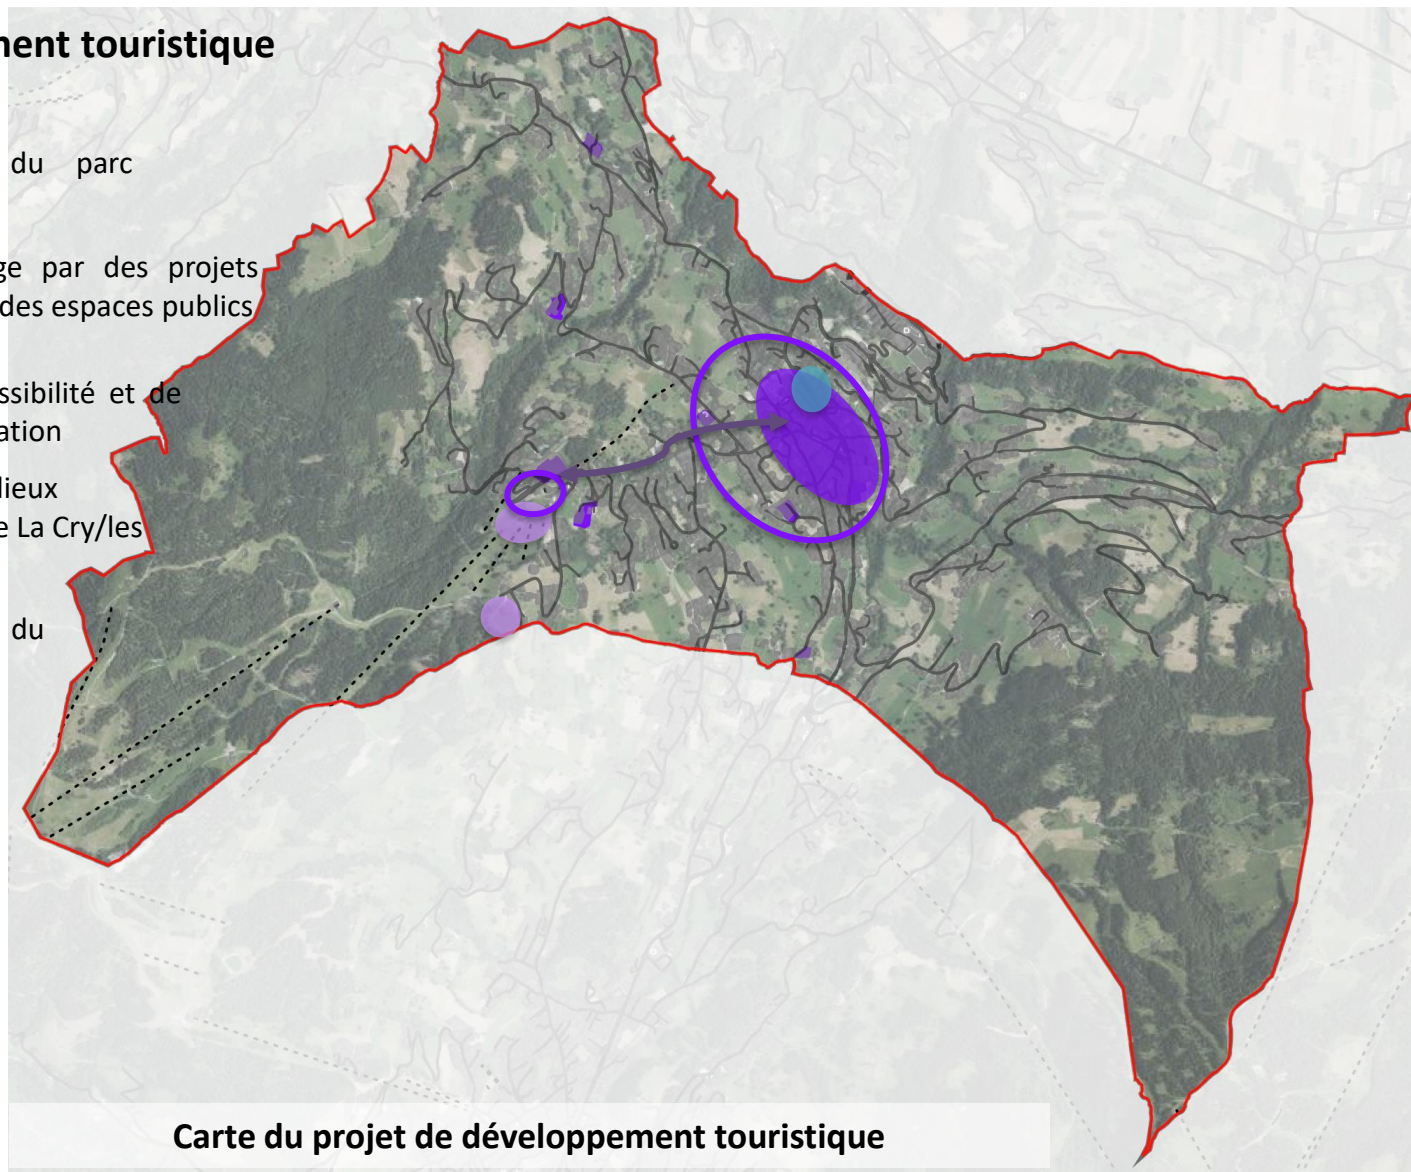 ment touristique
du parc
ge par des projets
des espaces publics
ssibilité et de
ation
lieux
e La Cry/les
du
Carte du projet de développement touristique